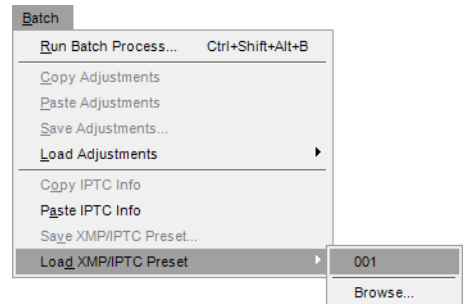 Batch
Run Batch Process... Ctrl+Shift+Alt+B
Copy Adjustments
Paste Adjustments
Save Adjustments...
Load Adjustments
Copy IPTC Info
Paste IPTC Info
Save XMP/IPTC Preset...
Load XMP/IPTC Preset
001
Browse...